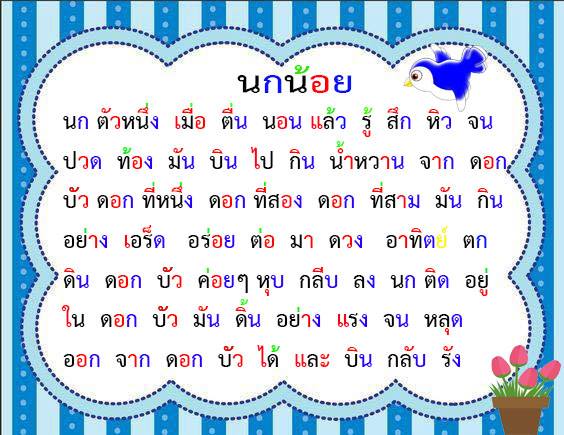 นกน้อย
นก ตัวหนึ่ง เมื่อ ตื่น นอน แล้ว รู้ สึก หิว จน
ปวด ท้อง มัน บิน ไป กิน น้ำหวาน จาก ดอก
บัว ดอก ที่หนึ่ง ดอก ที่สอง ดอก ที่สาม มัน กิน
อย่าง เอร็ด อร่อย ต่อ มา ดวง อาทิตย์ ตก
ดิน ดอก บัว ค่อยๆ หุบ กลีบ ลง นก ติด อยู่
ใน ดอก บัว มัน ดิ้น อย่าง แรง จน หลุด
ออก จาก ดอก บัว ได้ และ บิน กลับ รัง